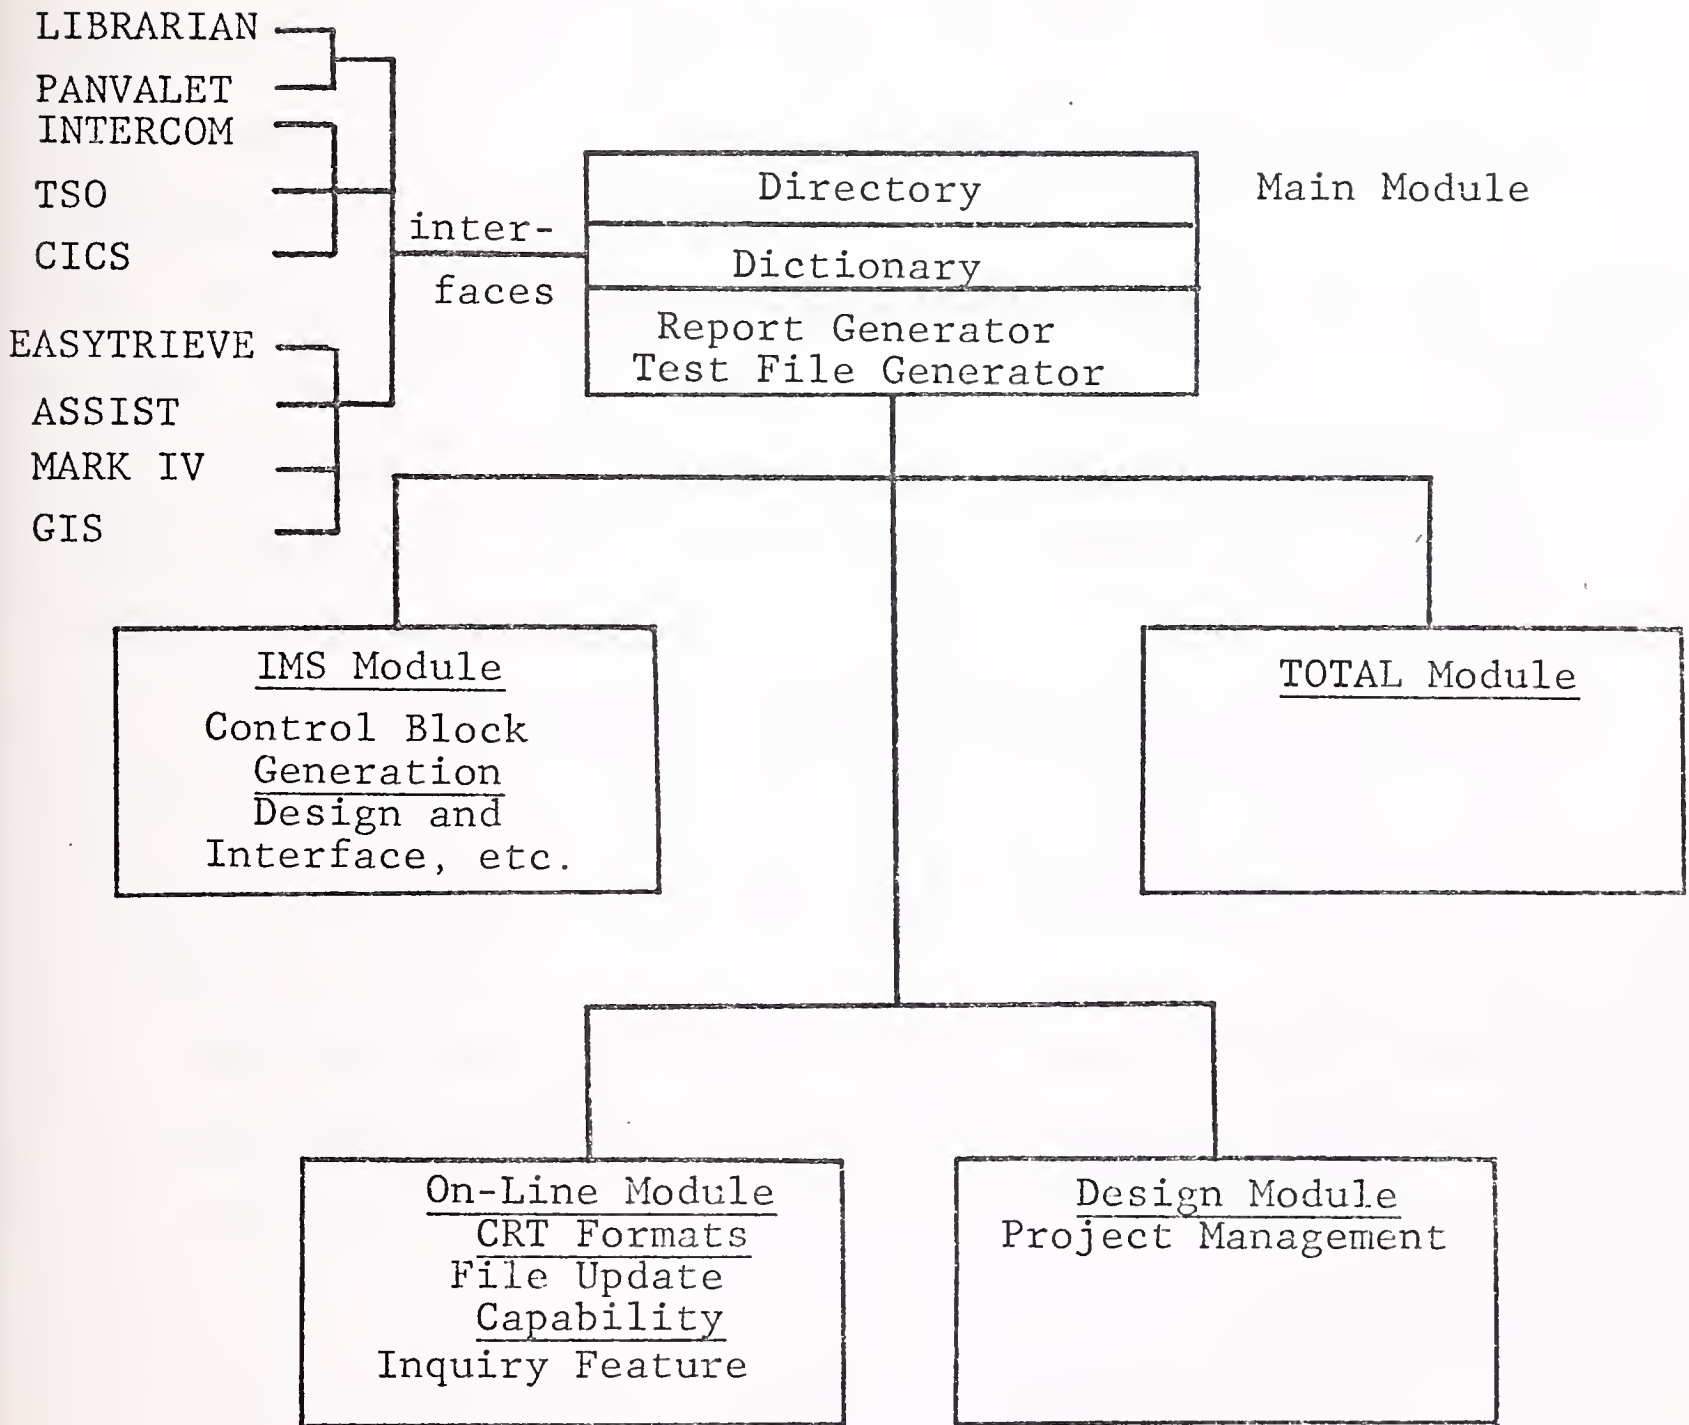 LIBRARIAN
PANVALET
INTERCOM
TSO
CICS
EASYTRIEVE
ASSIST
MARK IV
GIS
inter-
faces
Directory
Dictionary
Report Generator
Test File Generator
Main Module
IMS Module
Control Block
Generation
Design and
Interface, etc.
TOTAL Module
On-Line Module
CRT Formats
File Update
Capability
Inquiry Feature
Design Module
Project Management